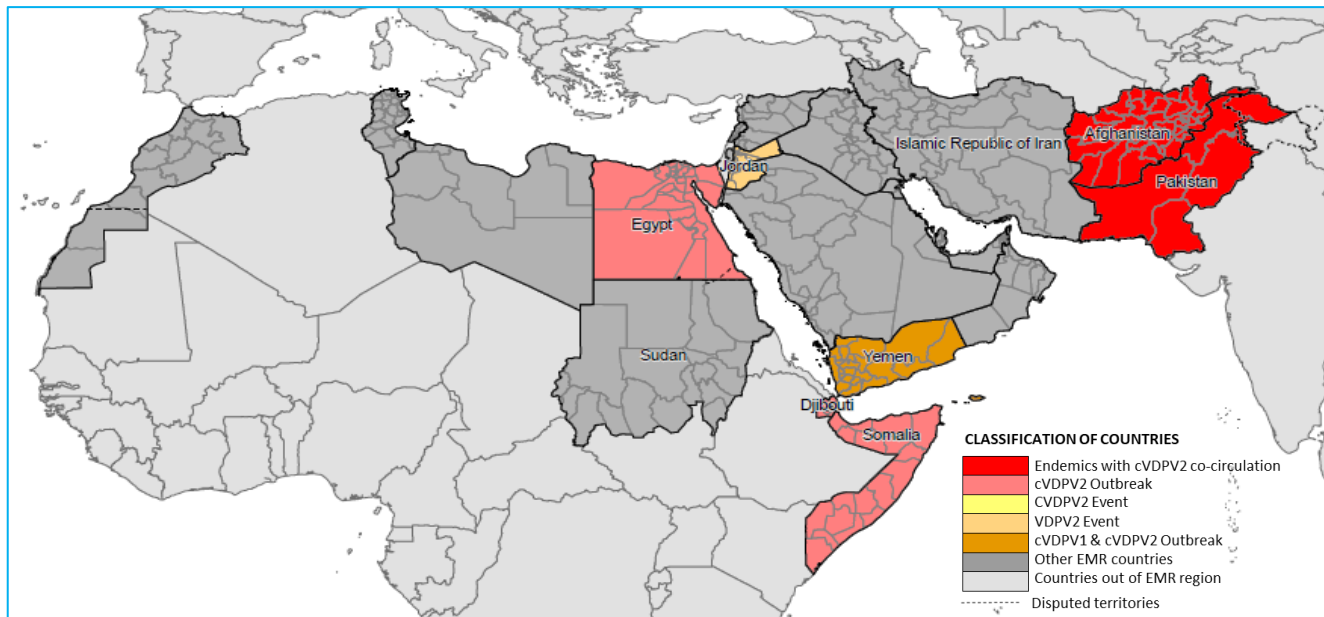 Islamic Republic of Iran
Afghanistan
Pakistan
Jordan
Egypt
Sudan
Yemen
Djibouti
Somalia
CLASSIFICATION OF COUNTRIES
Endemics with cVDPV2 co-circulation
cVDPV2 Outbreak
CVDPV2 Event
VDPV2 Event
cVDPV1 & cVDPV2 Outbreak
Other EMR countries
Countries out of EMR region
Disputed territories